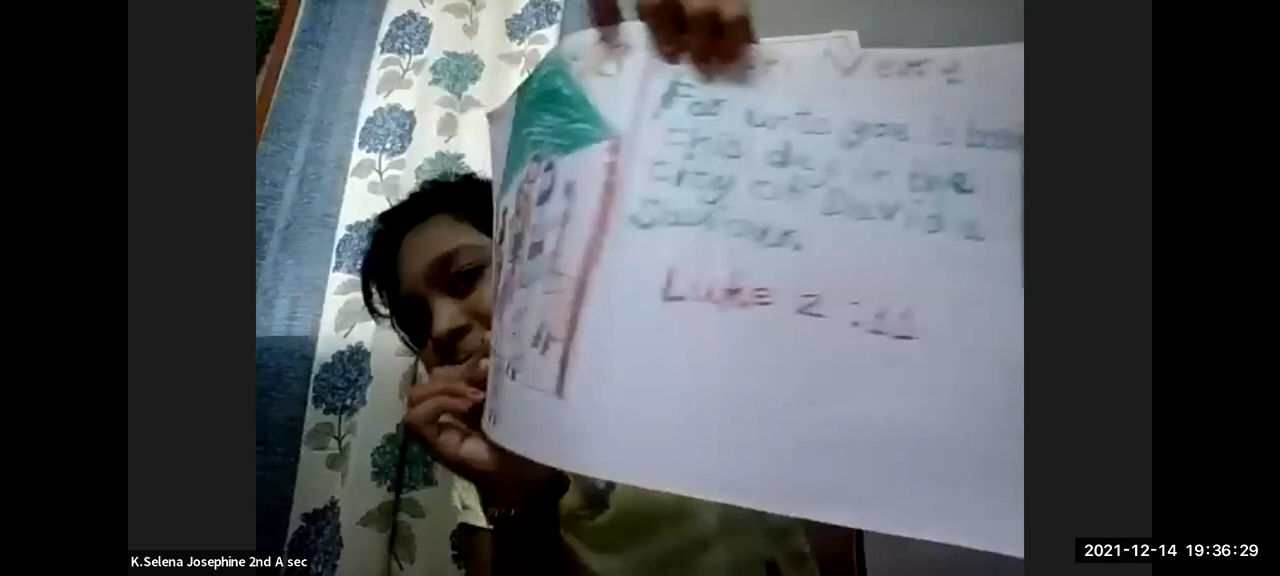 Verse
For unto you is born
this day in the
City of David a
Saviour.
Luke 2:11
K.Selena Josephine 2nd A sec
2021-12-14 19:36:29